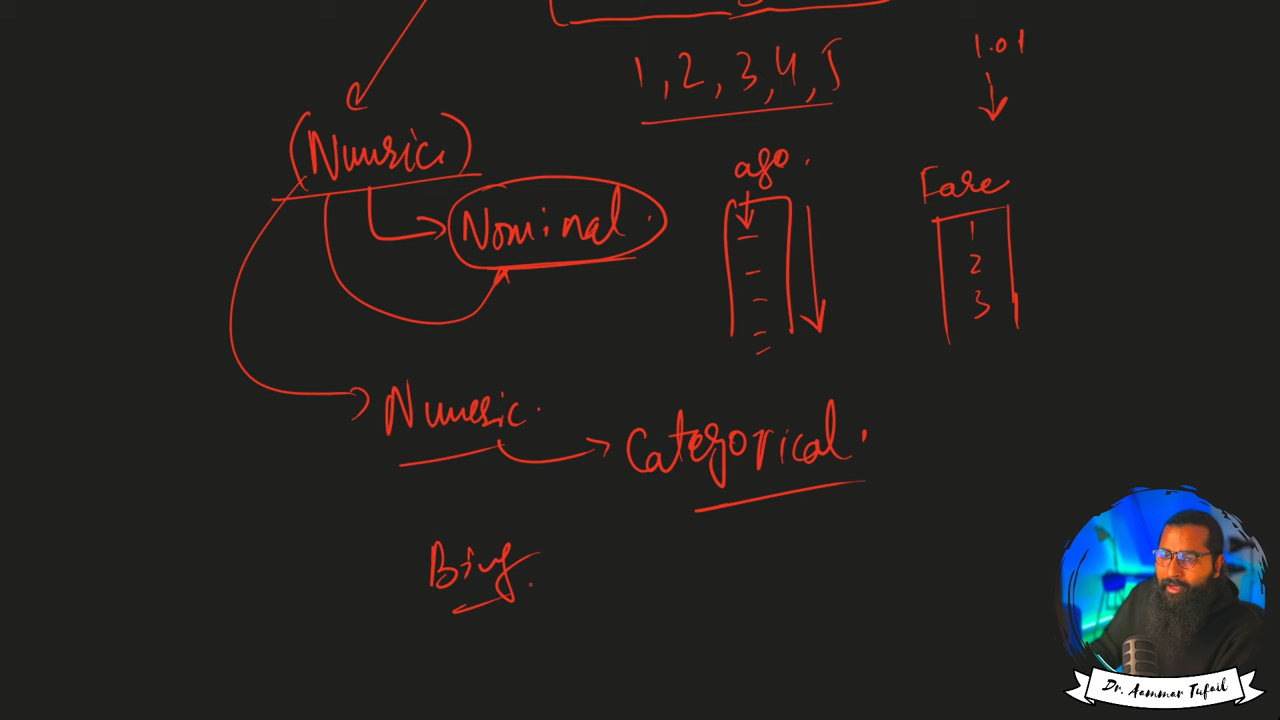 1, 2, 3, 4, 5
1.01
(Numeric)
age.
Fare
Nominal.
1
2
3
Numeric.
Categorical.
Dr. Aammar Tufail